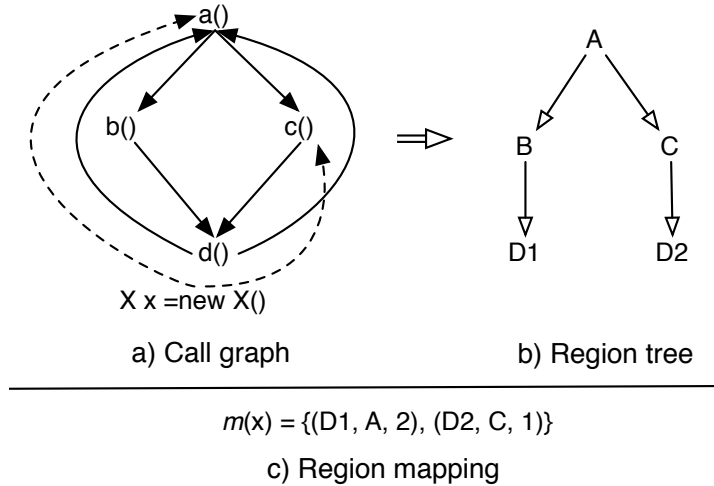 a()
A
b()
c()
B
C
d()
D1
D2
X x =new X()
a) Call graph
b) Region tree
m(x) = {(D1, A, 2), (D2, C, 1)}
c) Region mapping